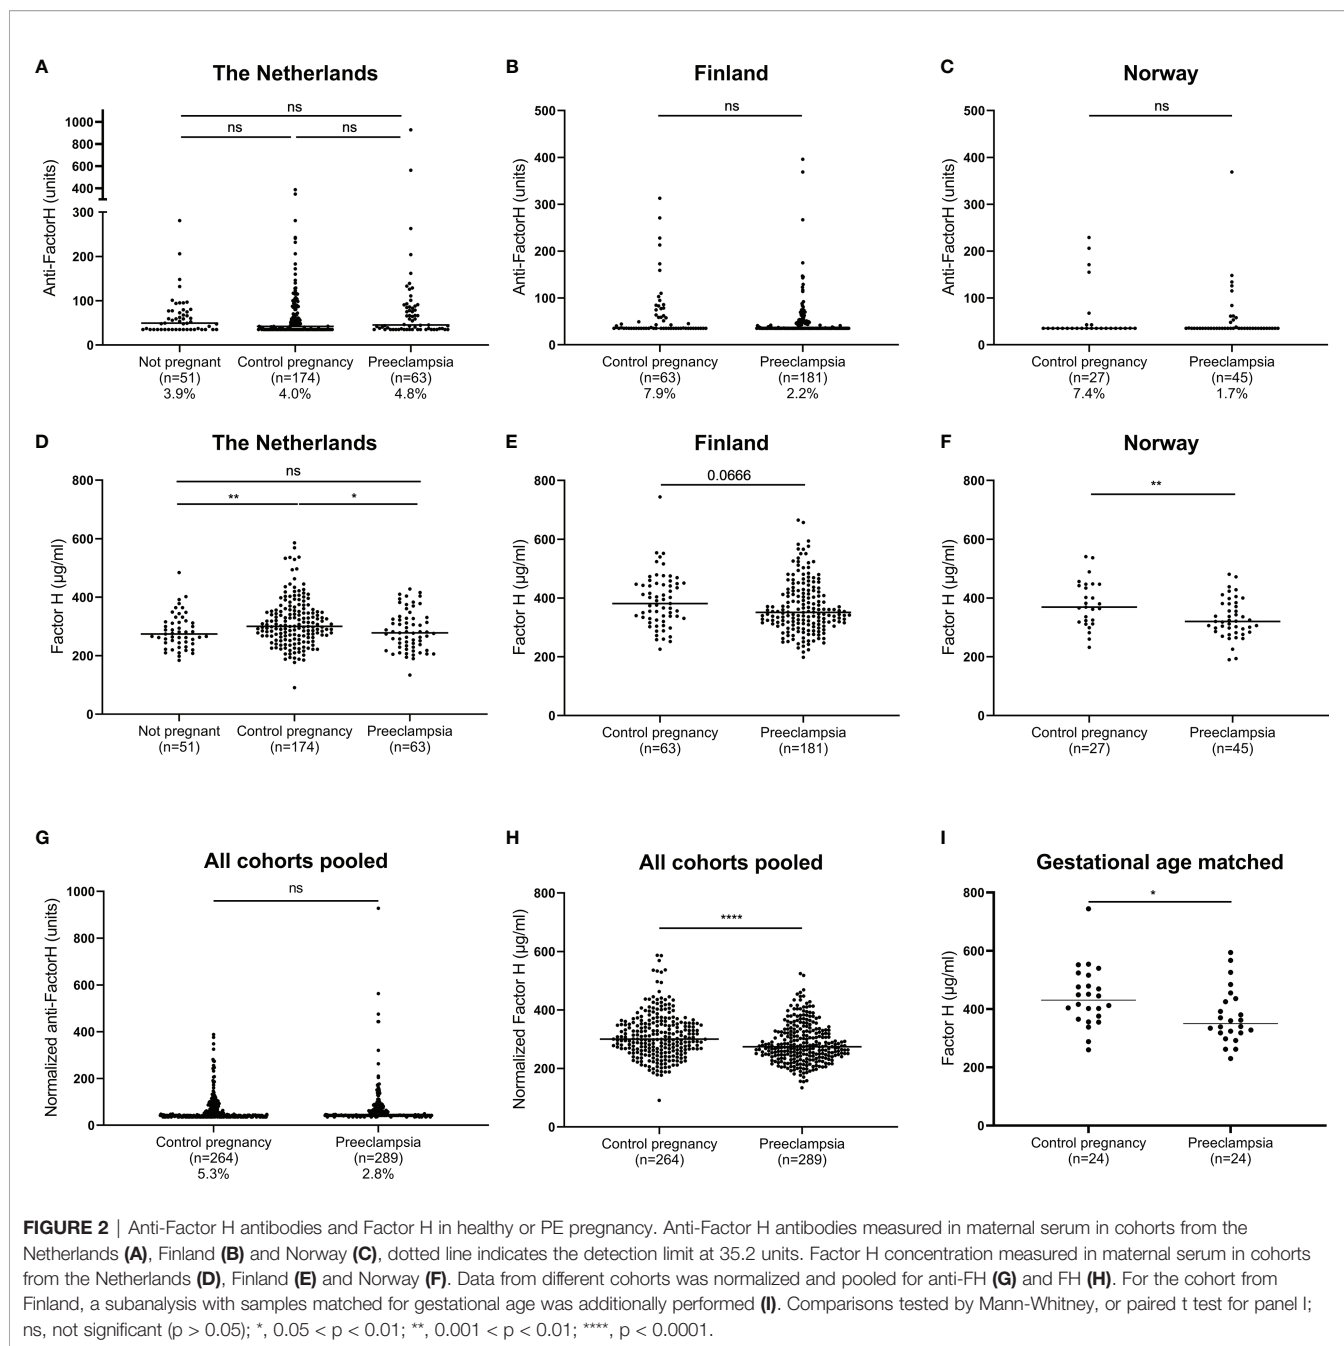 A
The Netherlands
Anti-FactorH (units)
1000
800
600
400
300
200
100
0
ns
ns
ns
Not pregnant
(n=51)
3.9%
Control pregnancy
(n=174)
4.0%
Preeclampsia
(n=63)
4.8%
B
Finland
Anti-FactorH (units)
500
400
300
200
100
0
ns
Control pregnancy
(n=63)
7.9%
Preeclampsia
(n=181)
2.2%
C
Norway
Anti-FactorH (units)
500
400
300
200
100
0
ns
Control pregnancy
(n=27)
7.4%
Preeclampsia
(n=45)
1.7%
D
The Netherlands
Factor H (µg/ml)
800
600
400
200
0
ns
**
*
Not pregnant
(n=51)
Control pregnancy
(n=174)
Preeclampsia
(n=63)
E
Finland
Factor H (µg/ml)
800
600
400
200
0
0.0666
Control pregnancy
(n=63)
Preeclampsia
(n=181)
F
Norway
Factor H (µg/ml)
800
600
400
200
0
**
Control pregnancy
(n=27)
Preeclampsia
(n=45)
G
All cohorts pooled
Normalized anti-FactorH (units)
1000
800
600
400
200
0
ns
Control pregnancy
(n=264)
5.3%
Preeclampsia
(n=289)
2.8%
H
All cohorts pooled
Normalized Factor H (µg/ml)
800
600
400
200
0
****
Control pregnancy
(n=264)
Preeclampsia
(n=289)
I
Gestational age matched
Factor H (µg/ml)
800
600
400
200
0
*
Control pregnancy
(n=24)
Preeclampsia
(n=24)
FIGURE 2 | Anti-Factor H antibodies and Factor H in healthy or PE pregnancy. Anti-Factor H antibodies measured in maternal serum in cohorts from the
Netherlands (A), Finland (B) and Norway (C), dotted line indicates the detection limit at 35.2 units. Factor H concentration measured in maternal serum in cohorts
from the Netherlands (D), Finland (E) and Norway (F). Data from different cohorts was normalized and pooled for anti-FH (G) and FH (H). For the cohort from
Finland, a subanalysis with samples matched for gestational age was additionally performed (I). Comparisons tested by Mann-Whitney, or paired t test for panel I;
ns, not significant (p > 0.05); *, 0.05 < p < 0.01; **, 0.001 < p < 0.01; ****, p < 0.0001.